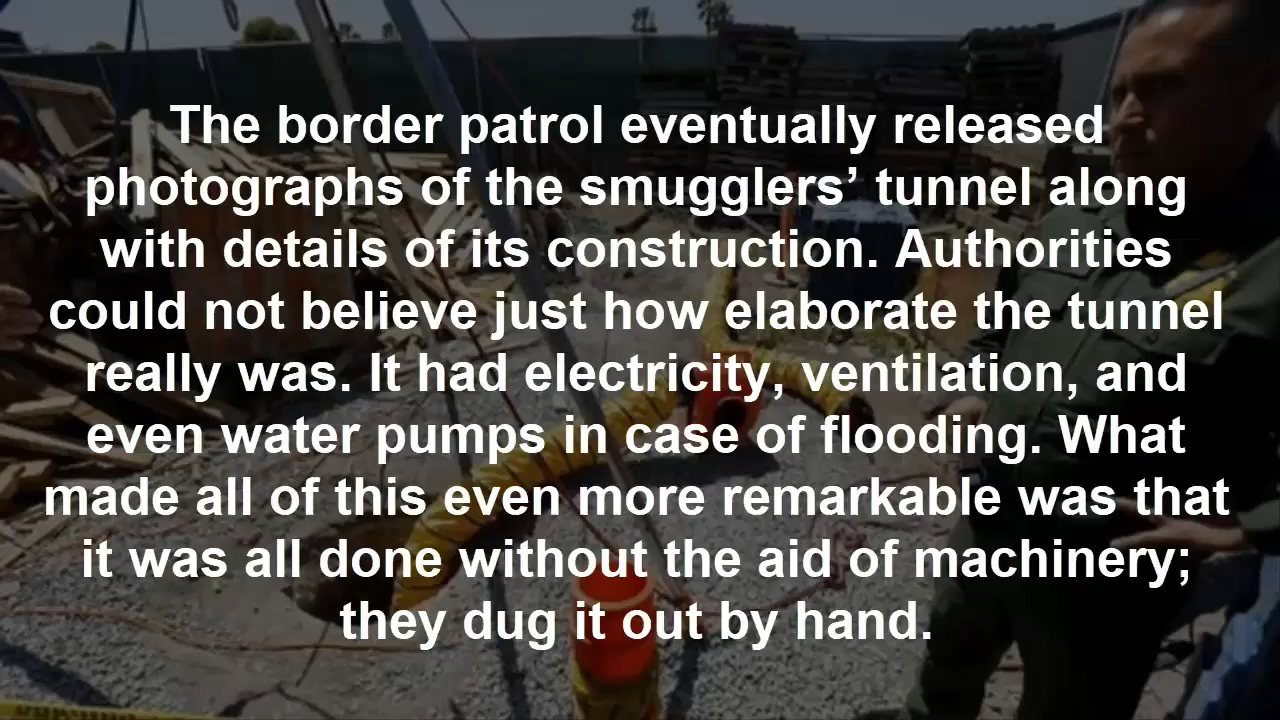 The border patrol eventually released
photographs of the smugglers’ tunnel along
with details of its construction. Authorities
could not believe just how elaborate the tunnel
really was. It had electricity, ventilation, and
even water pumps in case of flooding. What
made all of this even more remarkable was that
it was all done without the aid of machinery;
they dug it out by hand.